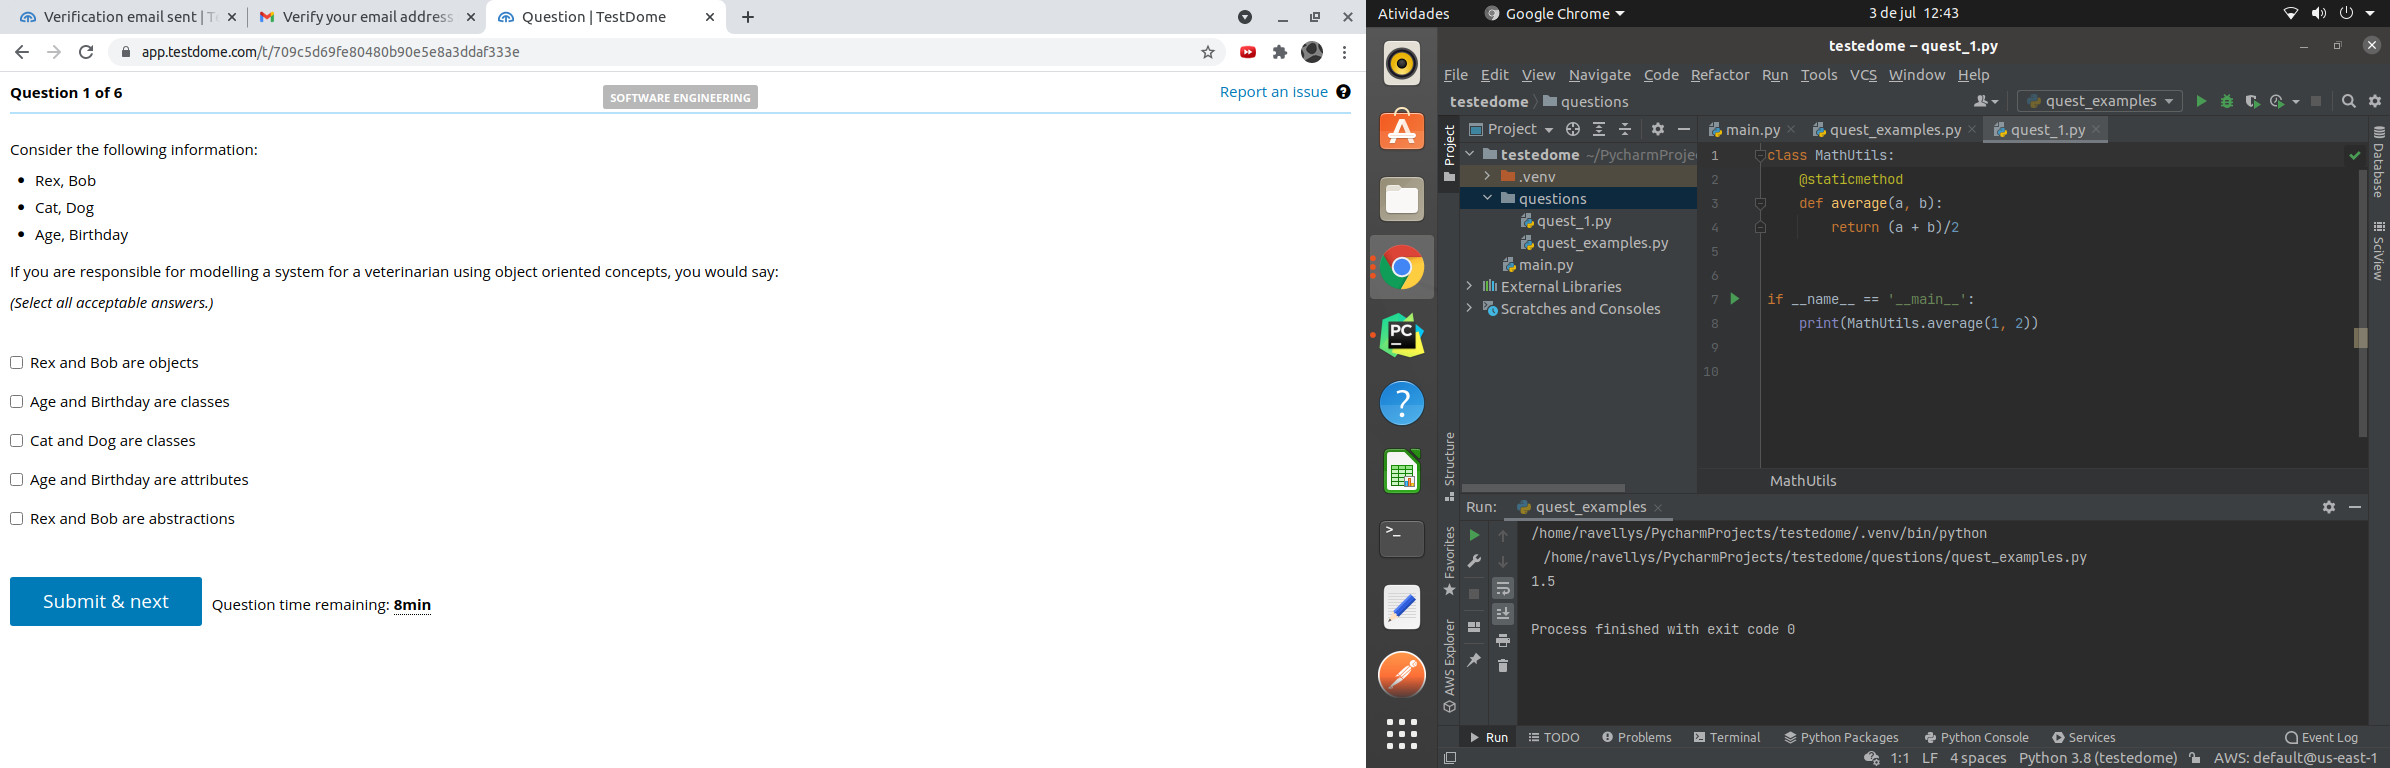 Verification email sent | T
Verify your email address
Question | TestDome
app.testdome.com/t/709c5d69fe80480b90e5e8a3ddaf333e
Question 1 of 6
SOFTWARE ENGINEERING
Report an issue
Consider the following information:
Rex, Bob
Cat, Dog
Age, Birthday
If you are responsible for modelling a system for a veterinarian using object oriented concepts, you would say:
(Select all acceptable answers.)
Rex and Bob are objects
Age and Birthday are classes
Cat and Dog are classes
Age and Birthday are attributes
Rex and Bob are abstractions
Submit & next
Question time remaining: 8min
Atividades
Google Chrome
3 de jul 12:43
testedome – quest_1.py
File Edit View Navigate Code Refactor Run Tools VCS Window Help
testedome questions
quest_examples
Project
main.py
quest_examples.py
quest_1.py
Project
testedome ~/PycharmProje
.venv
questions
quest_1.py
quest_examples.py
main.py
External Libraries
Scratches and Consoles
1 class MathUtils:
2 @staticmethod
3 def average(a, b):
4 return (a + b)/2
5
6
7 if __name__ == '__main__':
8 print(MathUtils.average(1, 2))
9
10
MathUtils
Database
SciView
Structure
Favorites
AWS Explorer
Run: quest_examples
/home/ravellys/PycharmProjects/testedome/.venv/bin/python
/home/ravellys/PycharmProjects/testedome/questions/quest_examples.py
1.5
Process finished with exit code 0
Run TODO Problems Terminal Python Packages Python Console Services Event Log
1:1 LF 4 spaces Python 3.8 (testedome) AWS: default@us-east-1
PC
>_
?